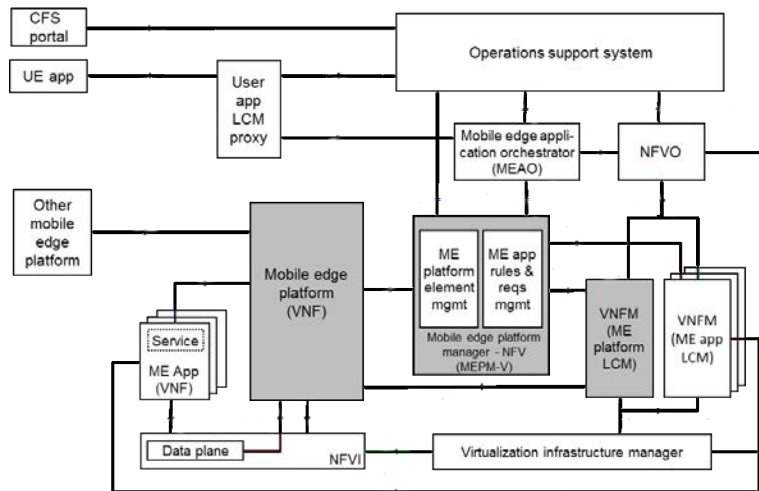 CFS
portal
Operations support system
UE app
User
app
LCM
proxy
Mobile edge appli-
cation orchestrator
(MEAO)
NFVO
Other
mobile
edge
platform
Mobile edge
platform
(VNF)
ME
platform
element
mgmt
ME app
rules &
reqs
mgmt
Mobile edge platform
manager - NFV
(MEPM-V)
VNFM
(ME
platform
LCM)
VNFM
(ME app
LCM)
Service
ME App
(VNF)
Data plane
NFVI
Virtualization infrastructure manager